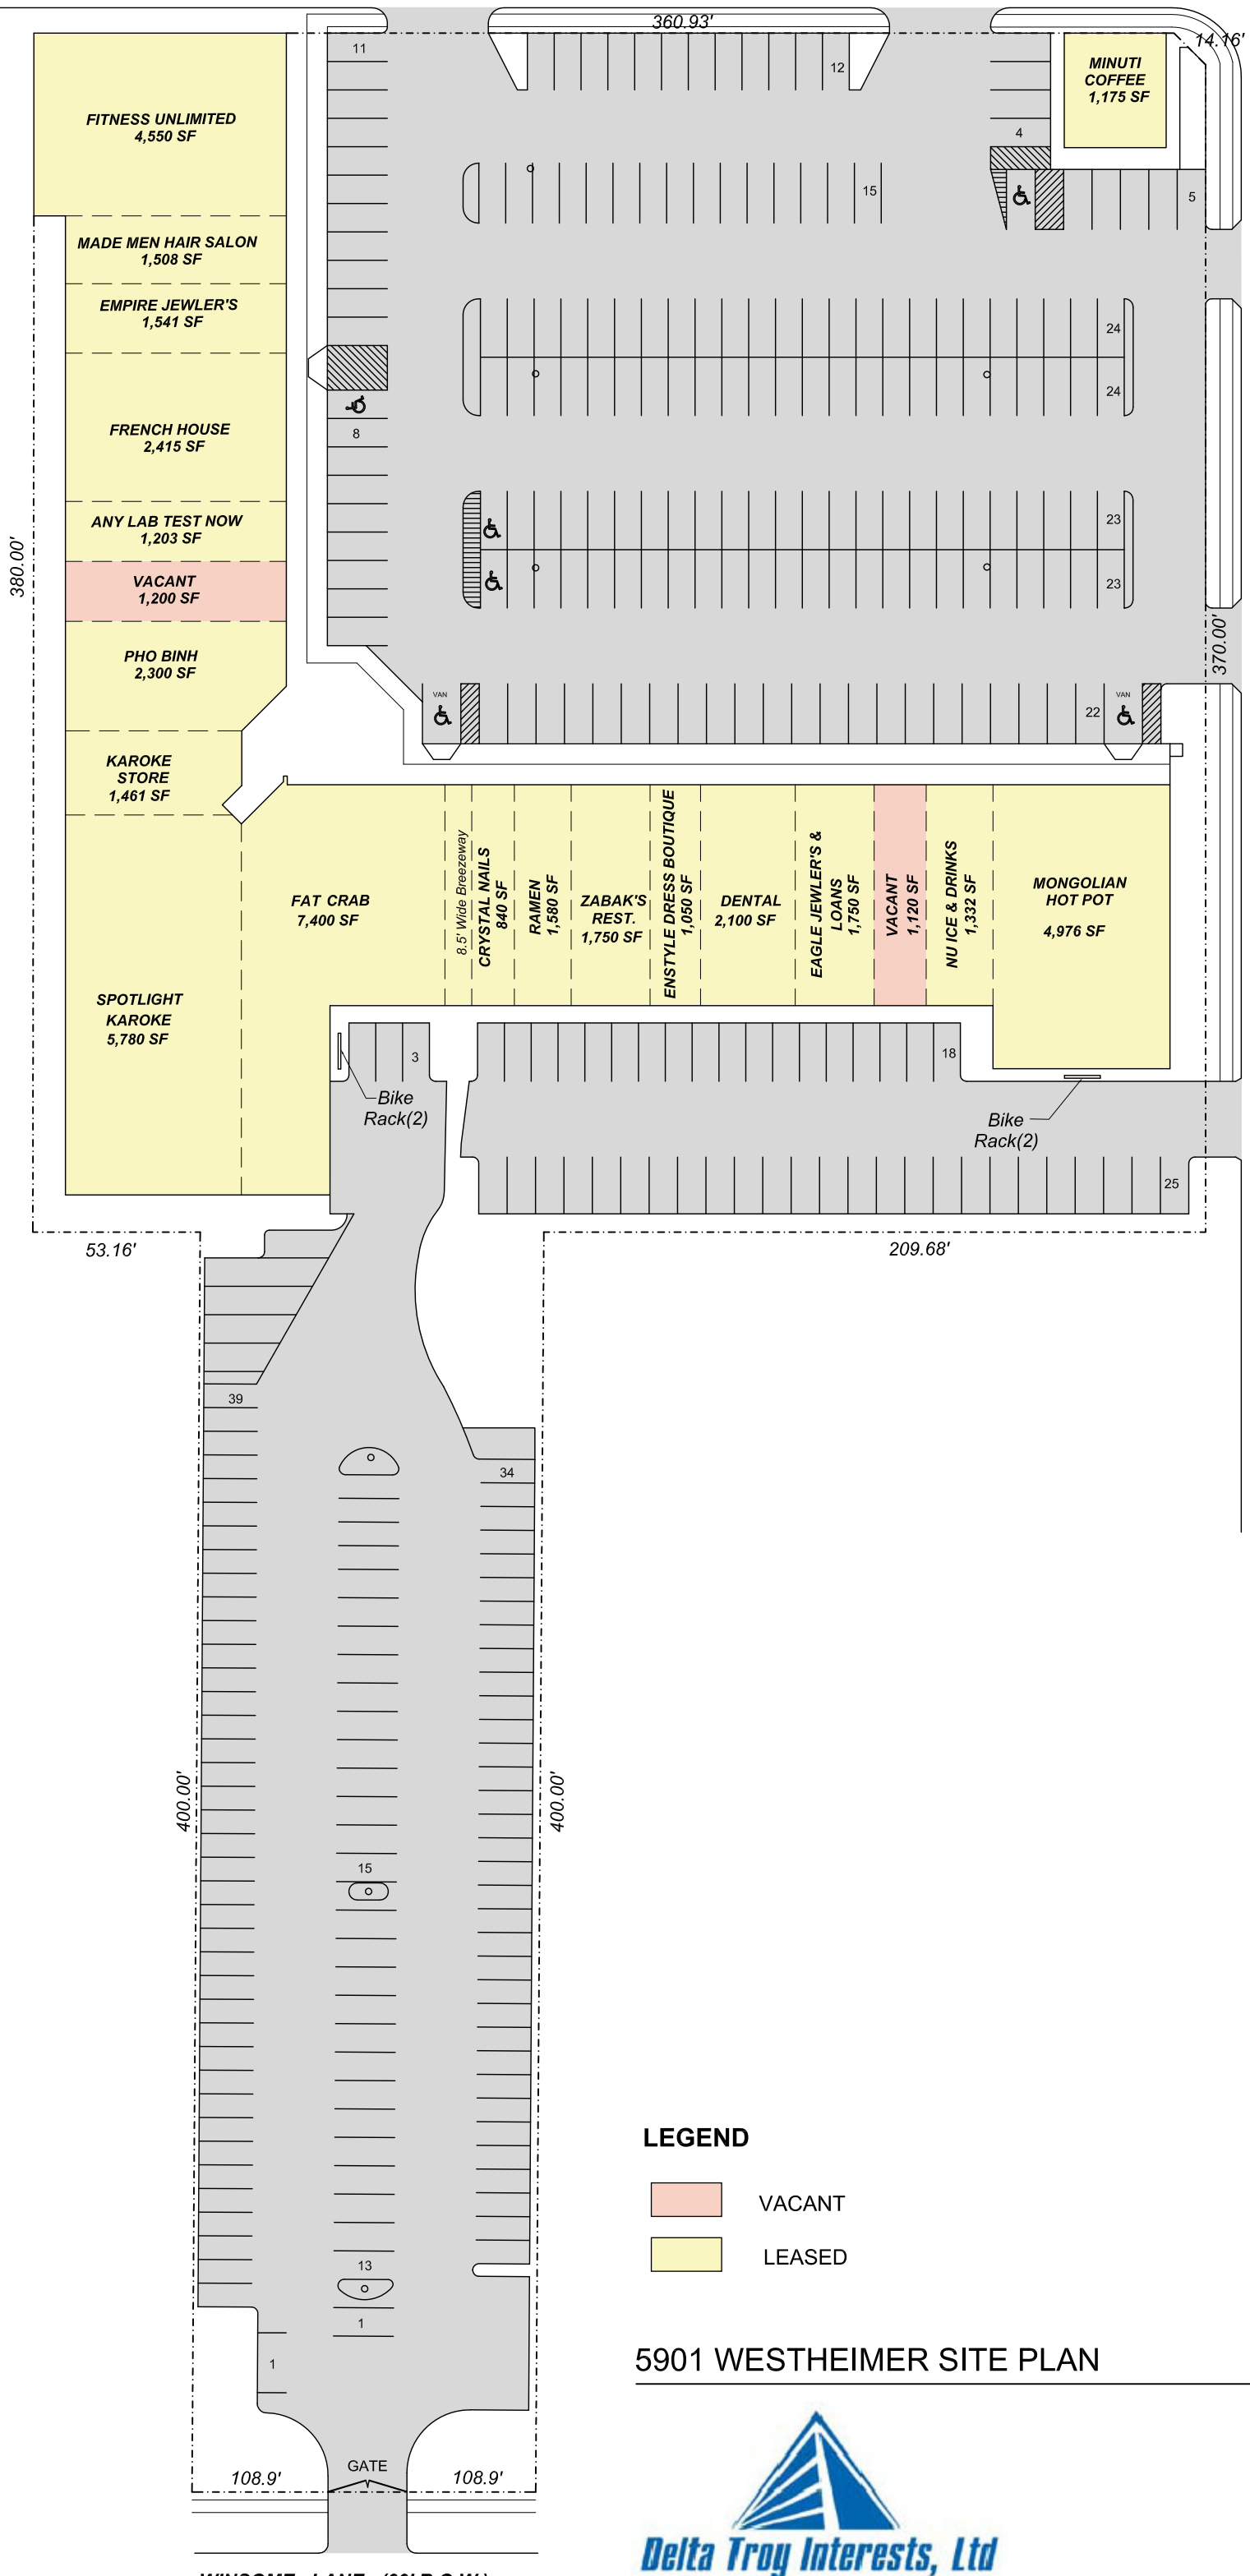 360.93'
14.16'
11
12
FITNESS UNLIMITED
4,550 SF
MINUTI
COFFEE
1,175 SF
4
15
5
MADE MEN HAIR SALON
1,508 SF
EMPIRE JEWLER'S
1,541 SF
24
24
FRENCH HOUSE
2,415 SF
8
380.00'
ANY LAB TEST NOW
1,203 SF
23
23
VACANT
1,200 SF
370.00'
PHO BINH
2,300 SF
VAN
22
VAN
KAROKE
STORE
1,461 SF
FAT CRAB
7,400 SF
8.5' Wide Breezeway
CRYSTAL NAILS
840 SF
RAMEN
1,580 SF
ZABAK'S
REST.
1,750 SF
ENSTYLE DRESS BOUTIQUE
1,050 SF
DENTAL
2,100 SF
EAGLE JEWLER'S &
LOANS
1,750 SF
VACANT
1,120 SF
NU ICE & DRINKS
1,332 SF
MONGOLIAN
HOT POT
4,976 SF
SPOTLIGHT
KAROKE
5,780 SF
3
18
Bike
Rack(2)
Bike
Rack(2)
25
53.16'
209.68'
39
34
400.00'
400.00'
15
13
1
1
LEGEND
VACANT
LEASED
5901 WESTHEIMER SITE PLAN
GATE
108.9'
108.9'
Delta Troy Interests, Ltd